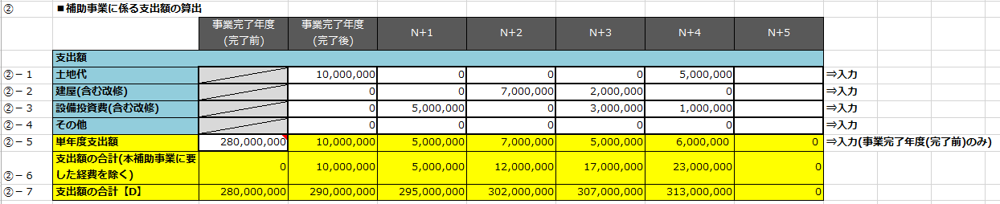 ② ■補助事業に係る支出額の算出
事業完了年度 事業完了年度 N+1 N+2 N+3 N+4 N+5
(完了前) (完了後)
支出額
②－1 土地代 10,000,000 0 0 0 5,000,000 ⇒入力
②－2 建屋(含む改修) 0 0 7,000,000 2,000,000 0 ⇒入力
②－3 設備投資費(含む改修) 0 5,000,000 0 3,000,000 1,000,000 ⇒入力
②－4 その他 0 0 0 0 0 ⇒入力
②－5 単年度支出額 280,000,000 10,000,000 5,000,000 7,000,000 5,000,000 6,000,000 0 ⇒入力(事業完了年度(完了前)のみ)
支出額の合計(本補助事業に要
②－6 した経費を除く) 0 10,000,000 5,000,000 12,000,000 17,000,000 23,000,000 0
②－7 支出額の合計【D】 280,000,000 290,000,000 295,000,000 302,000,000 307,000,000 313,000,000 0